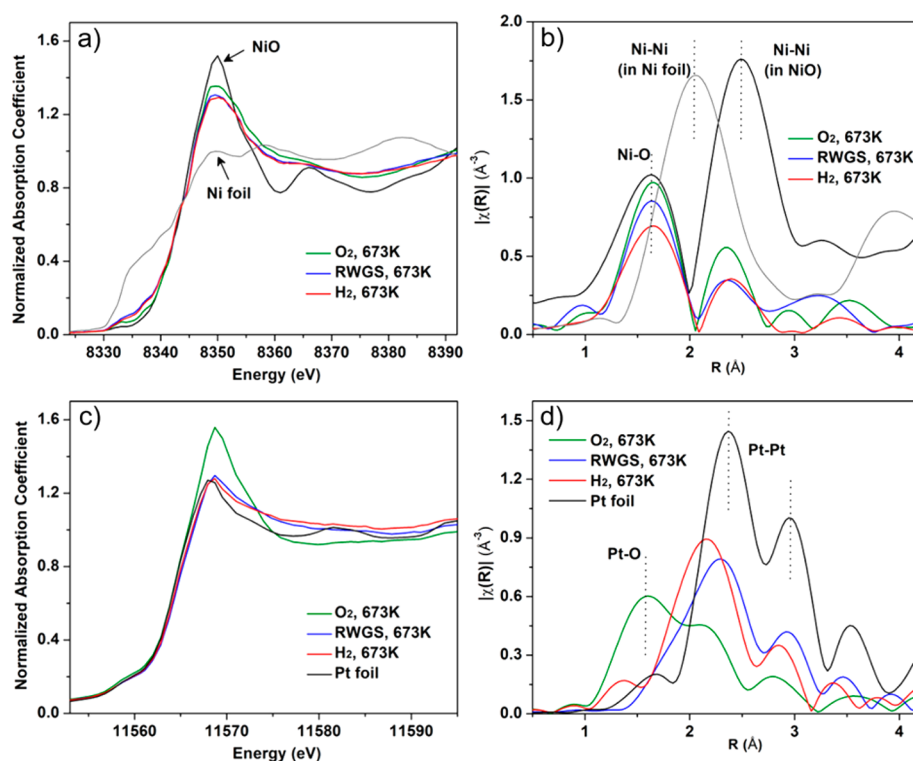 a)
NiO
Ni foil
O₂, 673K
RWGS, 673K
H₂, 673K
Normalized Absorption Coefficient
1.6
1.2
0.8
0.4
0.0
8330 8340 8350 8360 8370 8380 8390
Energy (eV)
b)
Ni-Ni
(in Ni foil)
Ni-Ni
(in NiO)
Ni-O
O₂, 673K
RWGS, 673K
H₂, 673K
|χ(R)| (Å⁻³)
2.0
1.5
1.0
0.5
0.0
1 2 3 4
R (Å)
c)
O₂, 673K
RWGS, 673K
H₂, 673K
Pt foil
Normalized Absorption Coefficient
1.6
1.2
0.8
0.4
0.0
11560 11570 11580 11590
Energy (eV)
d)
O₂, 673K
RWGS, 673K
H₂, 673K
Pt foil
Pt-Pt
Pt-O
|χ(R)| (Å⁻³)
1.5
1.2
0.9
0.6
0.3
0.0
1 2 3 4
R (Å)